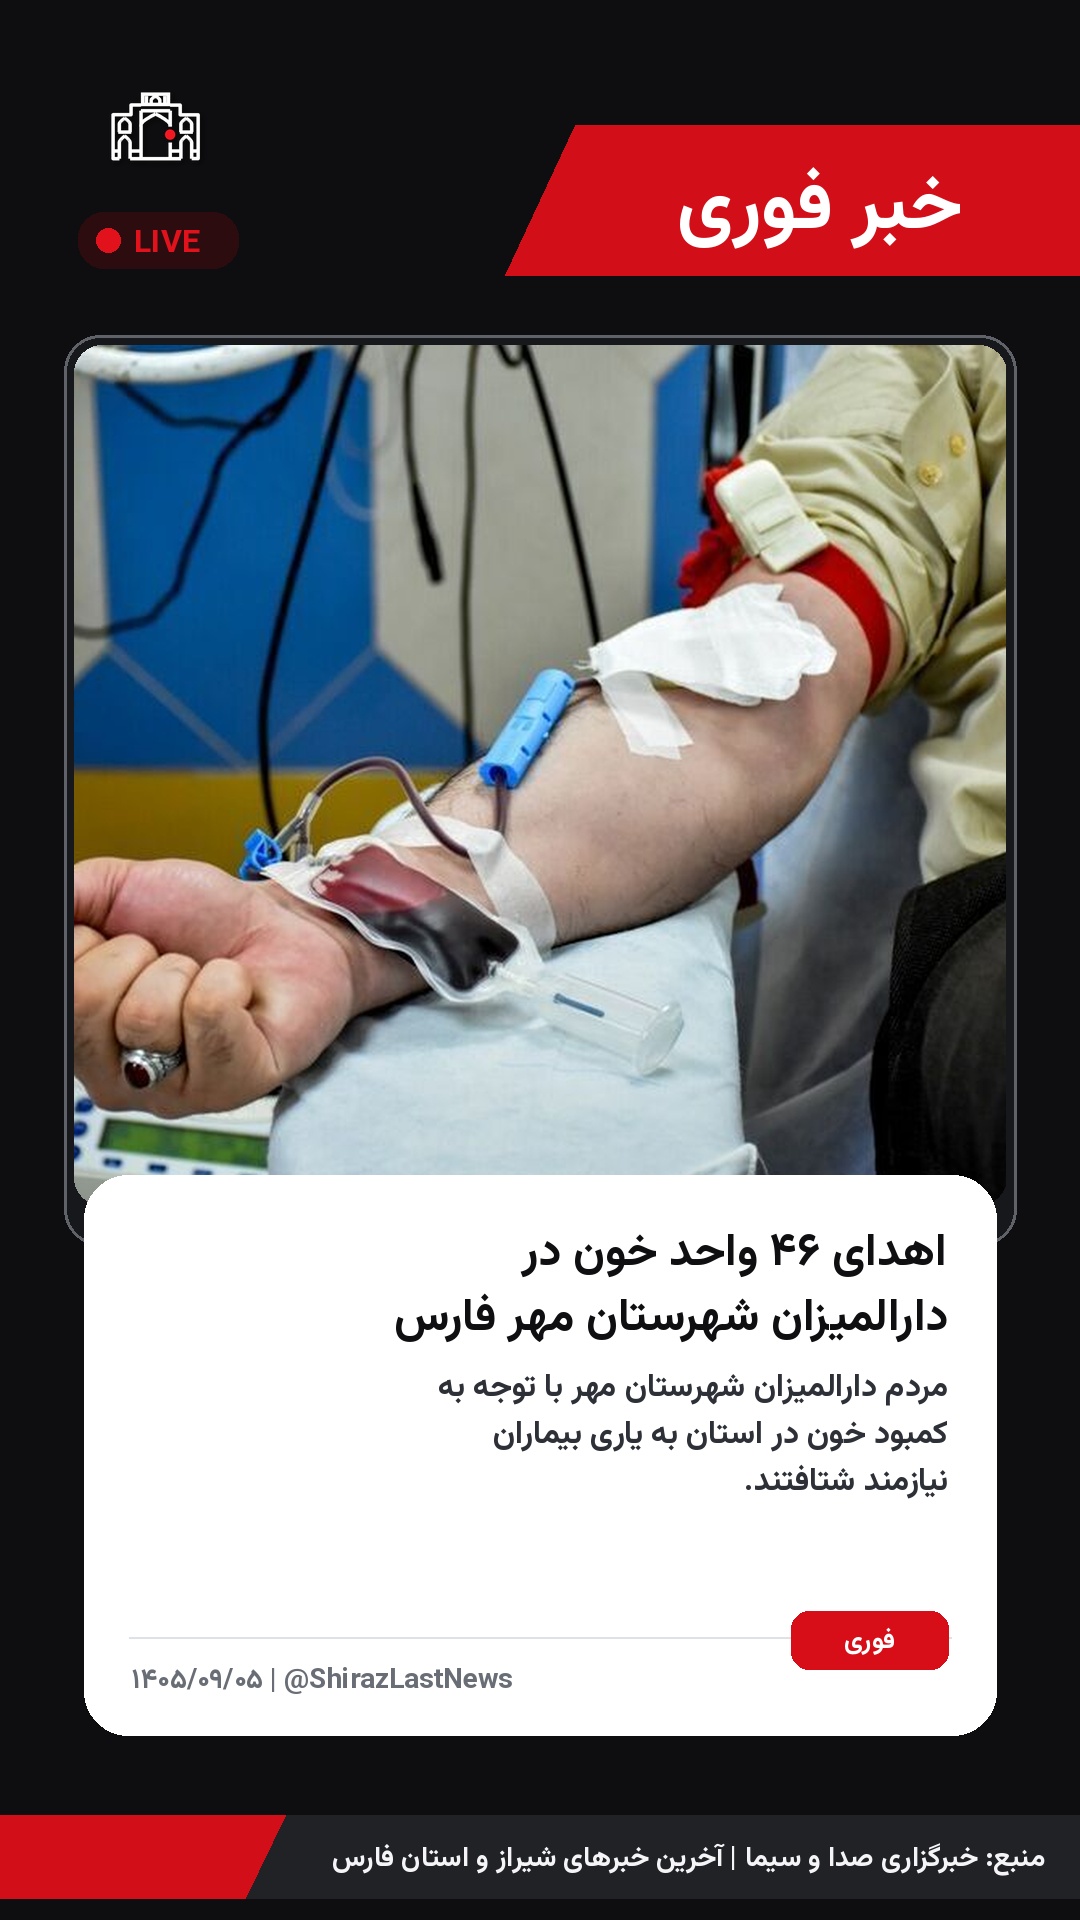 خبر فوری
LIVE
اهدای ۴۶ واحد خون در
دارالمیزان شهرستان مهر فارس
مردم دارالمیزان شهرستان مهر با توجه به
کمبود خون در استان به یاری بیماران
نیازمند شتافتند.
فوری
۱۴۰۵/۰۹/۰۵ | @ShirazLastNews
منبع: خبرگزاری صدا و سیما | آخرین خبرهای شیراز و استان فارس